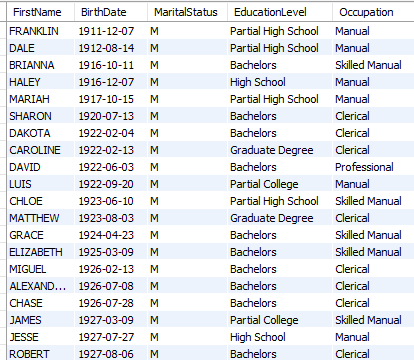 FirstName BirthDate MaritalStatus EducationLevel Occupation
FRANKLIN 1911-12-07 M Partial High School Manual
DALE 1912-08-14 M Partial High School Manual
BRIANNA 1916-10-11 M Bachelors Skilled Manual
HALEY 1916-12-07 M High School Manual
MARIAH 1917-10-15 M Partial High School Manual
SHARON 1920-07-13 M Bachelors Clerical
DAKOTA 1922-02-04 M Bachelors Clerical
CAROLINE 1922-02-13 M Graduate Degree Clerical
DAVID 1922-06-03 M Bachelors Professional
LUIS 1922-09-20 M Partial College Manual
CHLOE 1923-06-10 M Partial High School Skilled Manual
MATTHEW 1923-08-03 M Graduate Degree Clerical
GRACE 1924-04-23 M Bachelors Skilled Manual
ELIZABETH 1925-03-09 M Bachelors Skilled Manual
MIGUEL 1926-02-13 M Bachelors Clerical
ALEXAND... 1926-07-08 M Bachelors Clerical
CHASE 1926-07-28 M Bachelors Clerical
JAMES 1927-03-09 M Partial College Skilled Manual
JESSE 1927-07-27 M High School Manual
ROBERT 1927-08-06 M Bachelors Clerical